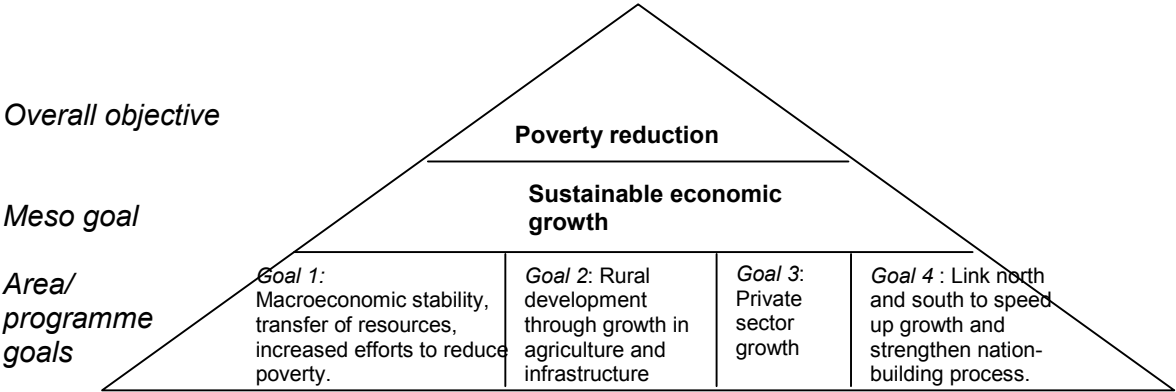 Overall objective
Poverty reduction
Meso goal
Sustainable economic
growth
Area/
programme
goals
Goal 1:
Macroeconomic stability,
transfer of resources,
increased efforts to reduce
poverty.
Goal 2: Rural
development
through growth in
agriculture and
infrastructure
Goal 3:
Private
sector
growth
Goal 4 : Link north
and south to speed
up growth and
strengthen nation-
building process.